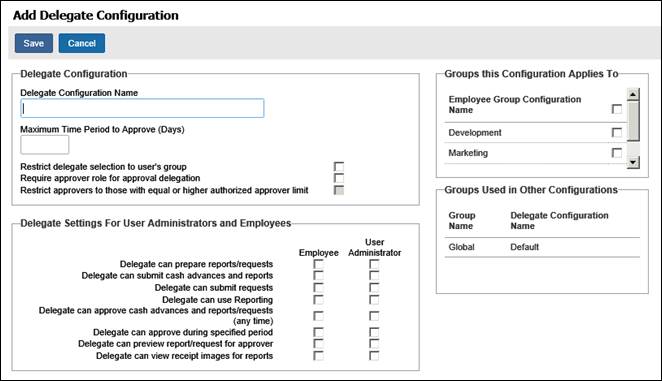 Add Delegate Configuration
Save
Cancel
Delegate Configuration
Delegate Configuration Name
Maximum Time Period to Approve (Days)
Restrict delegate selection to user's group
Require approver role for approval delegation
Restrict approvers to those with equal or higher authorized approver limit
Delegate Settings For User Administrators and Employees
Employee
User
Administrator
Delegate can prepare reports/requests
Delegate can submit cash advances and reports
Delegate can submit requests
Delegate can use Reporting
Delegate can approve cash advances and reports/requests
(any time)
Delegate can approve during specified period
Delegate can preview report/request for approver
Delegate can view receipt images for reports
Groups this Configuration Applies To
Employee Group Configuration
Name
Development
Marketing
Groups Used in Other Configurations
Group
Name
Delegate Configuration
Name
Global
Default